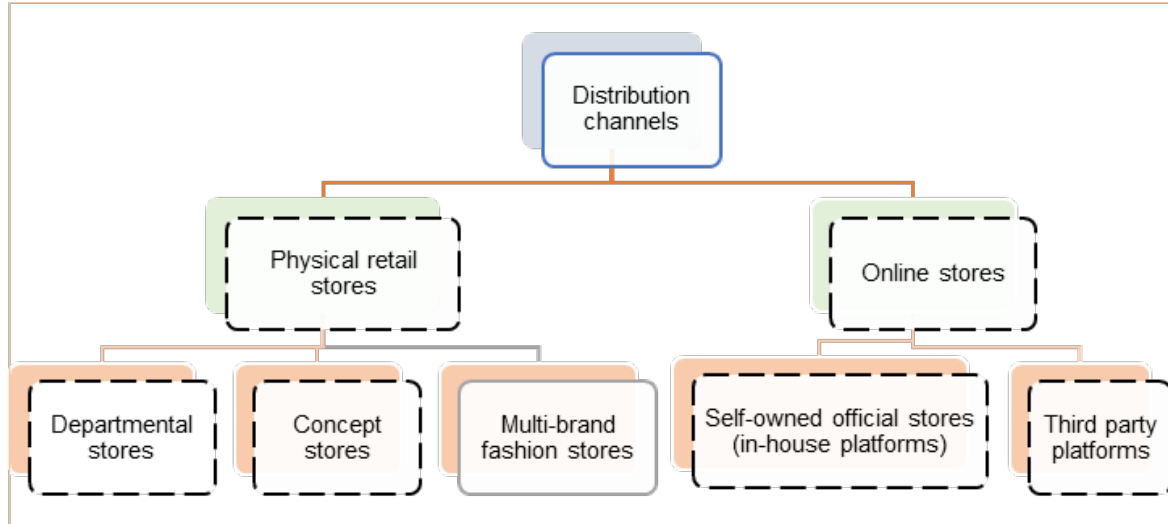 Distribution
channels
Physical retail
stores
Online stores
Departmental
stores
Concept
stores
Multi-brand
fashion stores
Self-owned official stores
(in-house platforms)
Third party
platforms